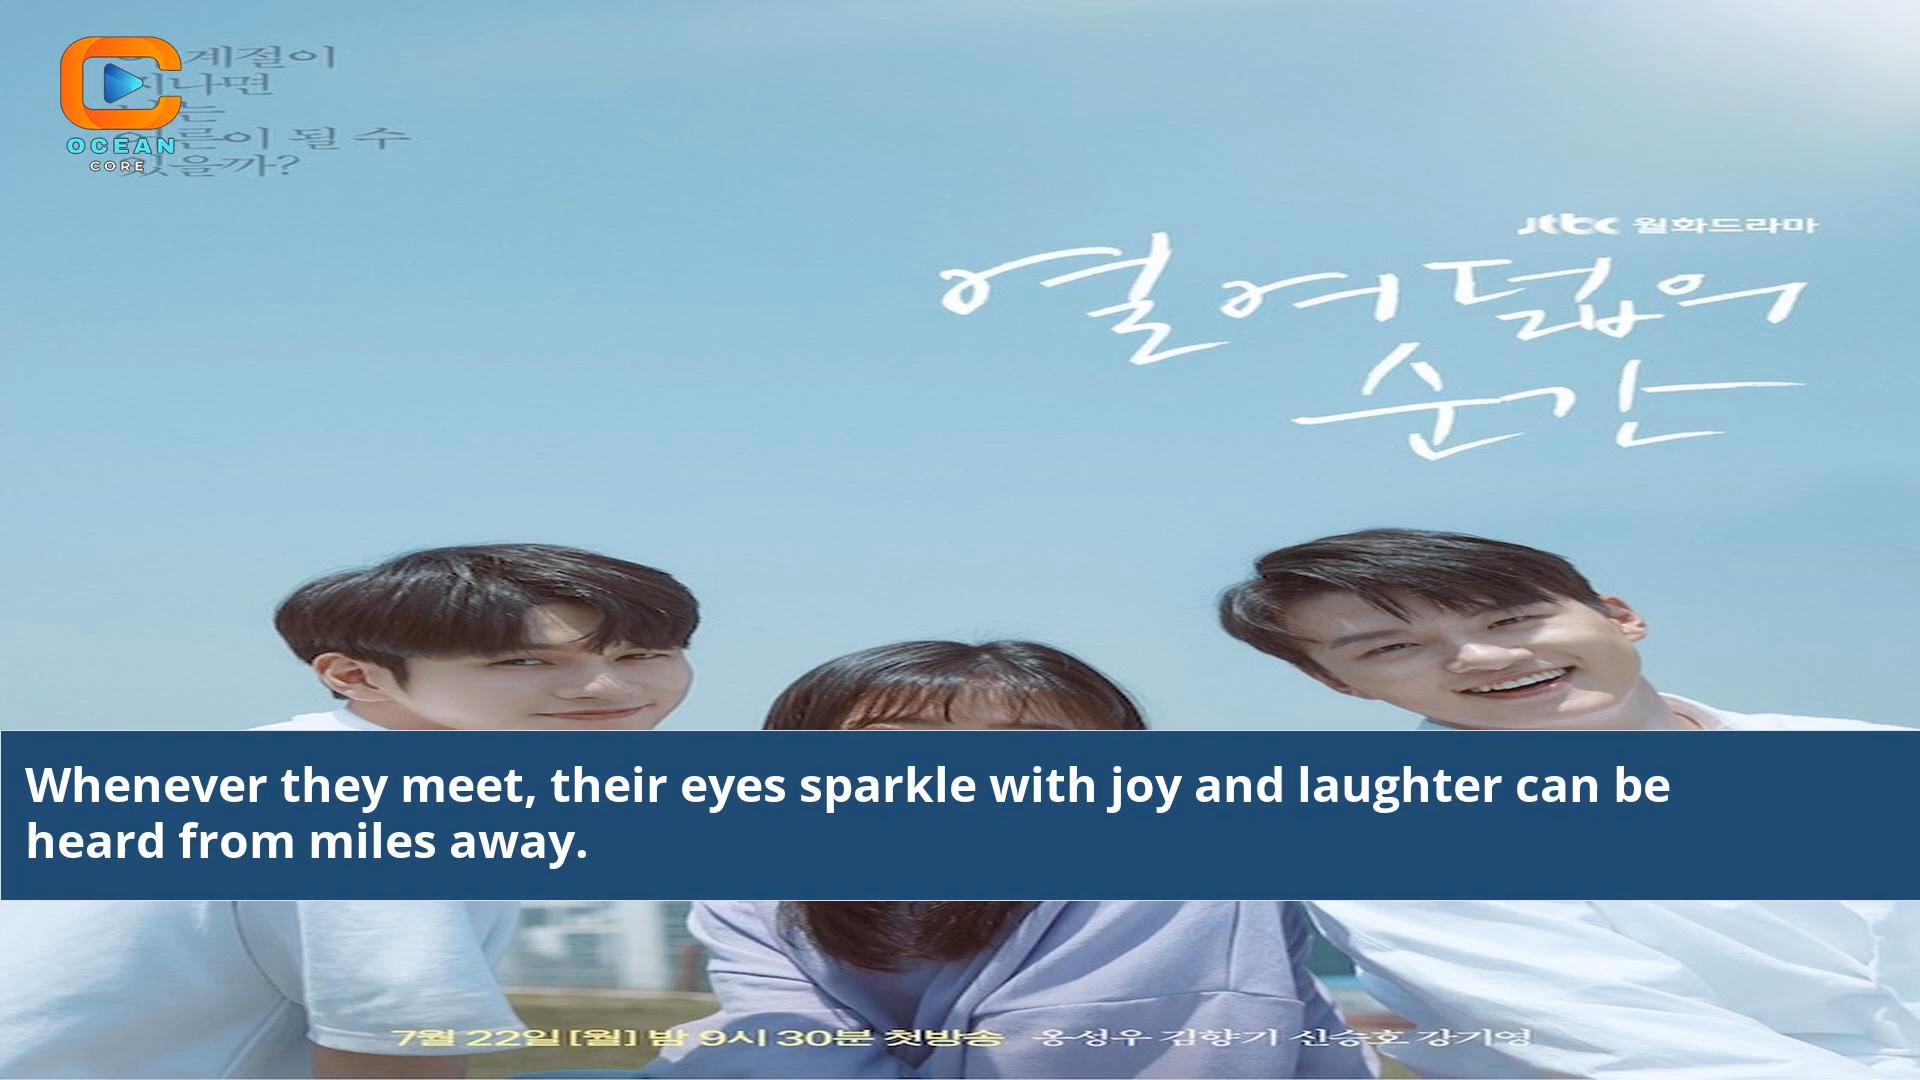 계절이
지나면
는
어른이 될 수
있을까?
OCEAN
CORE
jtbc 월화드라마
열여덟의
순간
Whenever they meet, their eyes sparkle with joy and laughter can be
heard from miles away.
7월 22일 [월] 밤 9시 30분 첫방송 옹성우 김향기 신승호 강기영